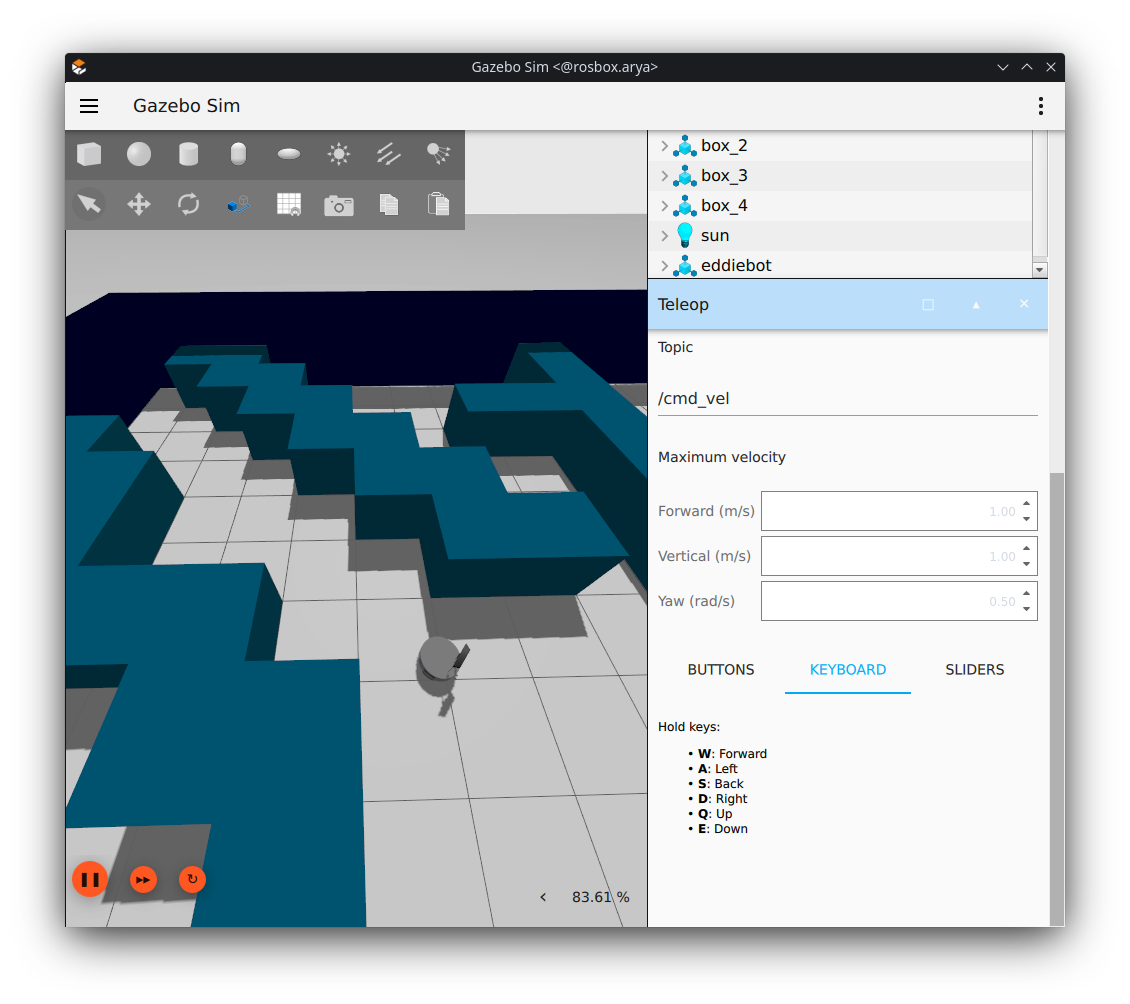 Gazebo Sim <@rosbox.arya>
Gazebo Sim
box_2
box_3
box_4
sun
eddiebot
Teleop
Topic
/cmd_vel
Maximum velocity
Forward (m/s) 1.00
Vertical (m/s) 1.00
Yaw (rad/s) 0.50
BUTTONS KEYBOARD SLIDERS
Hold keys:
• W: Forward
• A: Left
• S: Back
• D: Right
• Q: Up
• E: Down
83.61 %